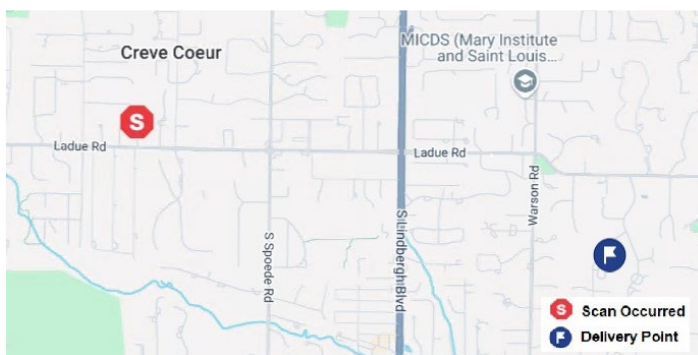 Creve Coeur
MICDS (Mary Institute
and Saint Louis...
S
Ladue Rd
Ladue Rd
Warson Rd
S Spoede Rd
S Lindbergh Blvd
S Scan Occurred
Delivery Point